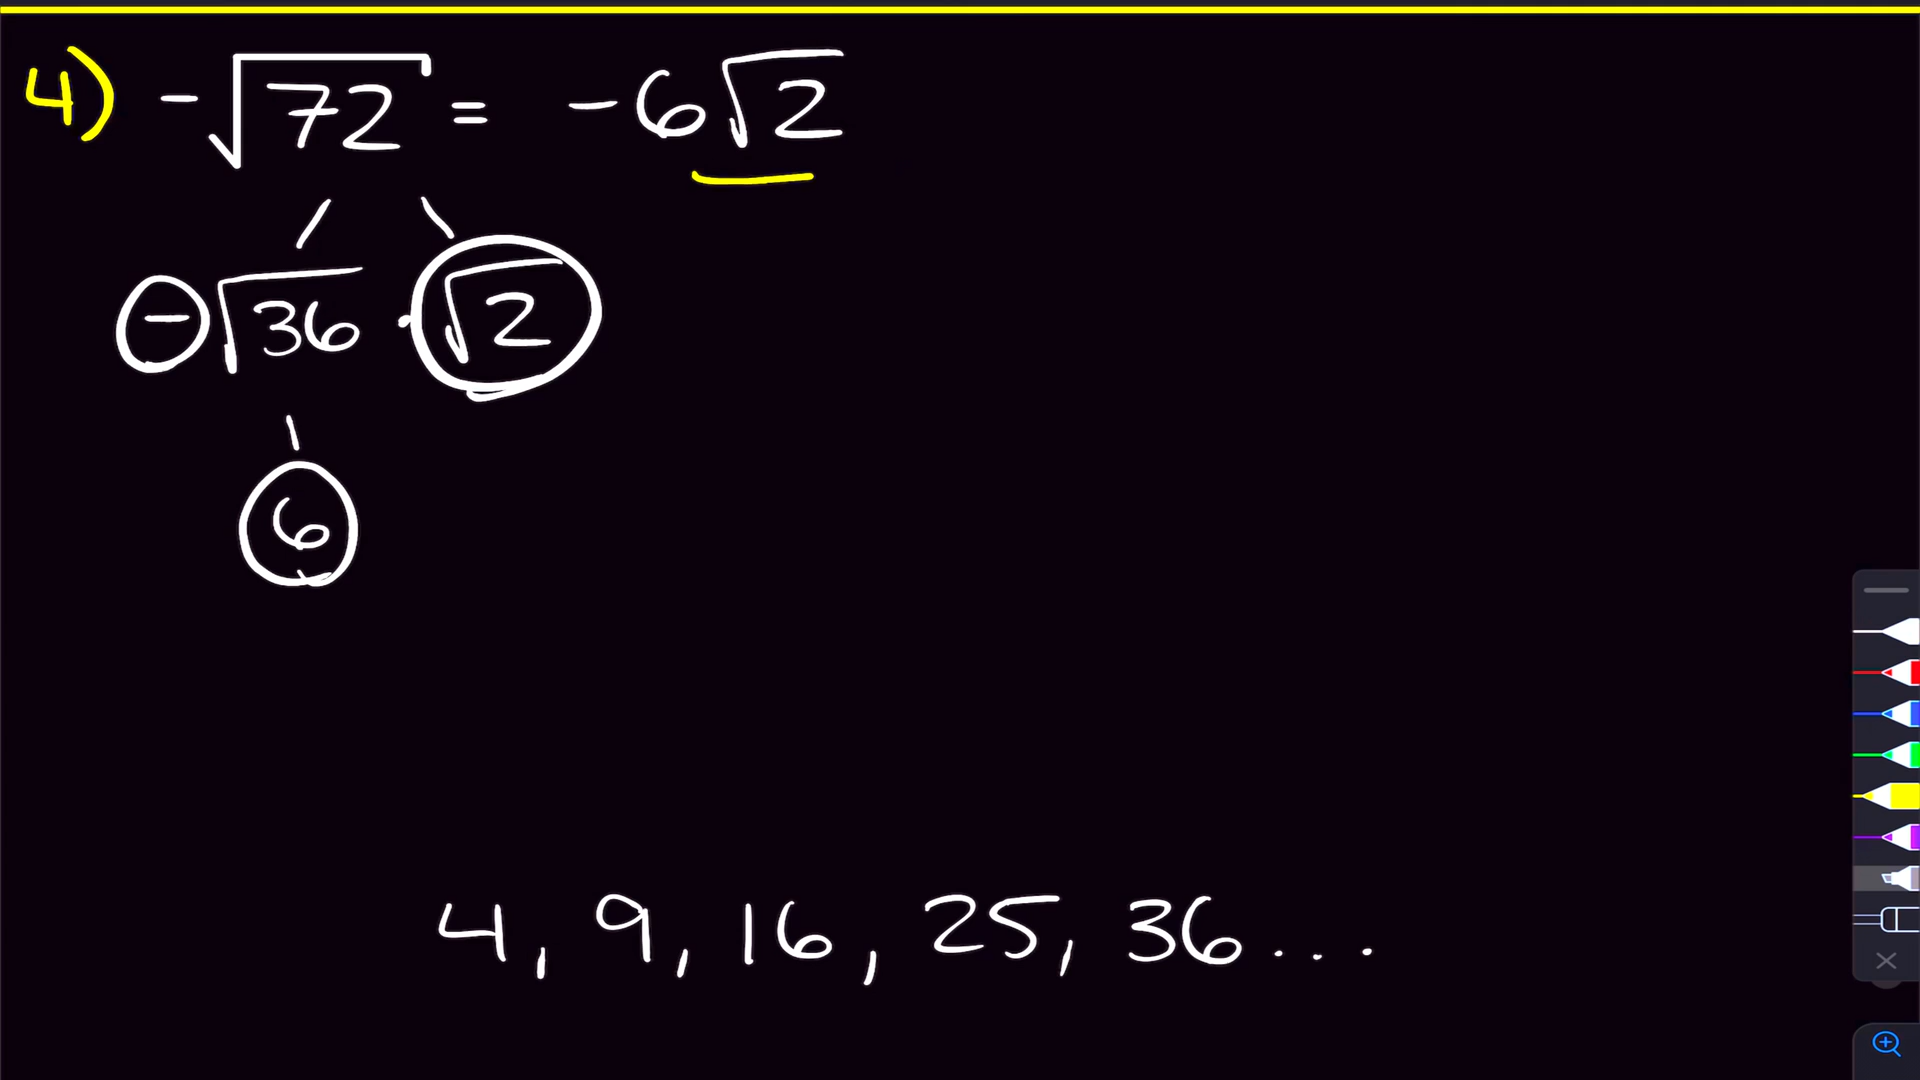 4) -√72 = -6√2
-√36 · √2
6
4, 9, 16, 25, 36...